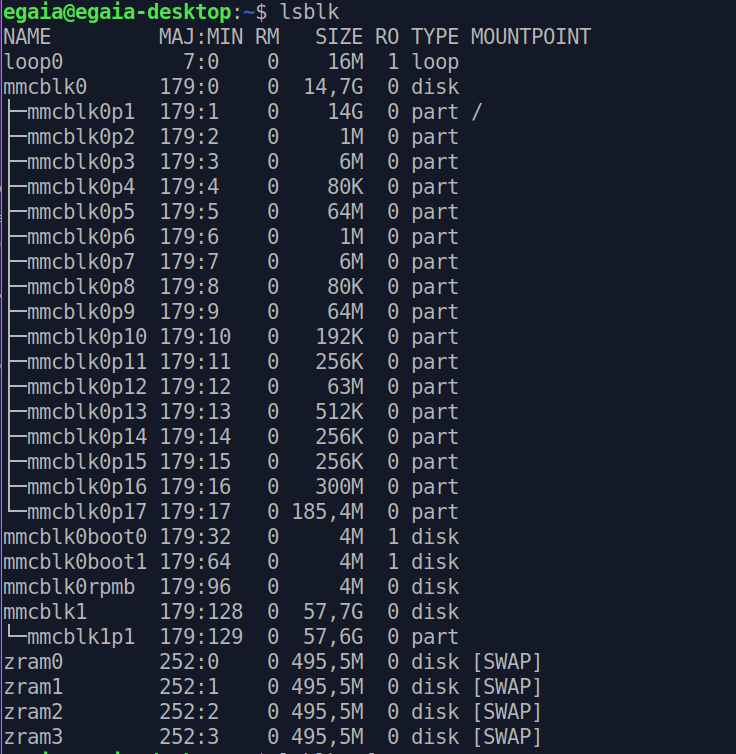 egaia@egaia-desktop:~$ lsblk
NAME         MAJ:MIN RM   SIZE RO TYPE MOUNTPOINT
loop0          7:0    0    16M  1 loop
mmcblk0      179:0    0  14,7G  0 disk
├─mmcblk0p1  179:1    0    14G  0 part /
├─mmcblk0p2  179:2    0     1M  0 part
├─mmcblk0p3  179:3    0     6M  0 part
├─mmcblk0p4  179:4    0    80K  0 part
├─mmcblk0p5  179:5    0    64M  0 part
├─mmcblk0p6  179:6    0     1M  0 part
├─mmcblk0p7  179:7    0     6M  0 part
├─mmcblk0p8  179:8    0    80K  0 part
├─mmcblk0p9  179:9    0    64M  0 part
├─mmcblk0p10 179:10   0   192K  0 part
├─mmcblk0p11 179:11   0   256K  0 part
├─mmcblk0p12 179:12   0    63M  0 part
├─mmcblk0p13 179:13   0   512K  0 part
├─mmcblk0p14 179:14   0   256K  0 part
├─mmcblk0p15 179:15   0   256K  0 part
├─mmcblk0p16 179:16   0   300M  0 part
└─mmcblk0p17 179:17   0 185,4M  0 part
mmcblk0boot0 179:32   0     4M  1 disk
mmcblk0boot1 179:64   0     4M  1 disk
mmcblk0rpmb  179:96   0     4M  0 disk
mmcblk1      179:128  0  57,7G  0 disk
└─mmcblk1p1  179:129  0  57,6G  0 part
zram0        252:0    0 495,5M  0 disk [SWAP]
zram1        252:1    0 495,5M  0 disk [SWAP]
zram2        252:2    0 495,5M  0 disk [SWAP]
zram3        252:3    0 495,5M  0 disk [SWAP]